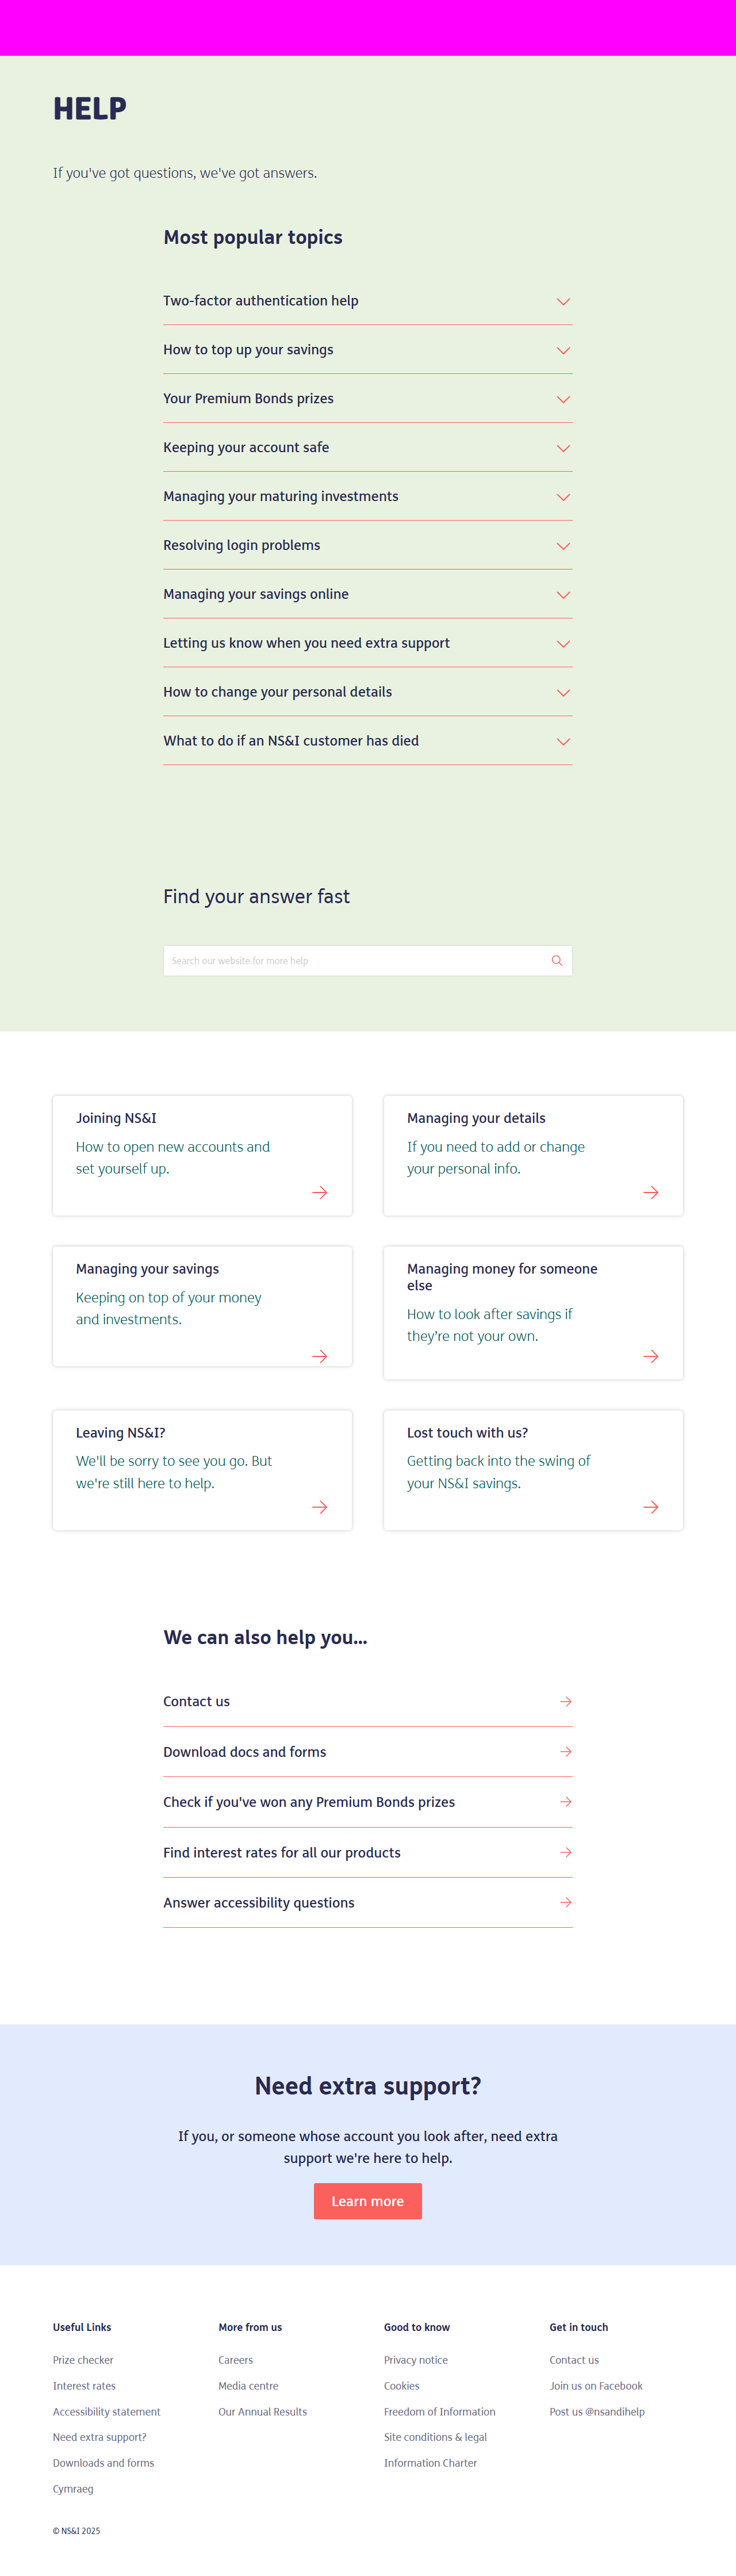 HELP
If you've got questions, we've got answers.
Most popular topics
Two-factor authentication help
How to top up your savings
Your Premium Bonds prizes
Keeping your account safe
Managing your maturing investments
Resolving login problems
Managing your savings online
Letting us know when you need extra support
How to change your personal details
What to do if an NS&I customer has died
Find your answer fast
Search our website for more help
Joining NS&I
How to open new accounts and
set yourself up.
Managing your details
If you need to add or change
your personal info.
Managing your savings
Keeping on top of your money
and investments.
Managing money for someone
else
How to look after savings if
they’re not your own.
Leaving NS&I?
We'll be sorry to see you go. But
we're still here to help.
Lost touch with us?
Getting back into the swing of
your NS&I savings.
We can also help you...
Contact us
Download docs and forms
Check if you've won any Premium Bonds prizes
Find interest rates for all our products
Answer accessibility questions
Need extra support?
If you, or someone whose account you look after, need extra
support we're here to help.
Learn more
Useful Links
Prize checker
Interest rates
Accessibility statement
Need extra support?
Downloads and forms
Cymraeg
More from us
Careers
Media centre
Our Annual Results
Good to know
Privacy notice
Cookies
Freedom of Information
Site conditions & legal
Information Charter
Get in touch
Contact us
Join us on Facebook
Post us @nsandihelp
© NS&I 2025